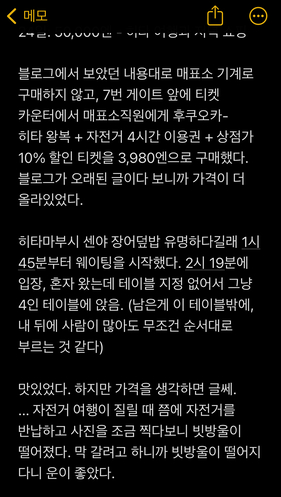 메모
블로그에서 보았던 내용대로 매표소 기계로
구매하지 않고, 7번 게이트 앞에 티켓
카운터에서 매표소직원에게 후쿠오카-
히타 왕복 + 자전거 4시간 이용권 + 상점가
10% 할인 티켓을 3,980엔으로 구매했다.
블로그가 오래된 글이다 보니까 가격이 더
올라있었다.
히타마부시 센야 장어덮밥 유명하다길래 1시
45분부터 웨이팅을 시작했다. 2시 19분에
입장, 혼자 왔는데 테이블 지정 없어서 그냥
4인 테이블에 앉음. (남은게 이 테이블밖에,
내 뒤에 사람이 많아도 무조건 순서대로
부르는 것 같다)
맛있었다. 하지만 가격을 생각하면 글쎄.
... 자전거 여행이 질릴 때 쯤에 자전거를
반납하고 사진을 조금 찍다보니 빗방울이
떨어졌다. 막 갈려고 하니까 빗방울이 떨어지
다니 운이 좋았다.